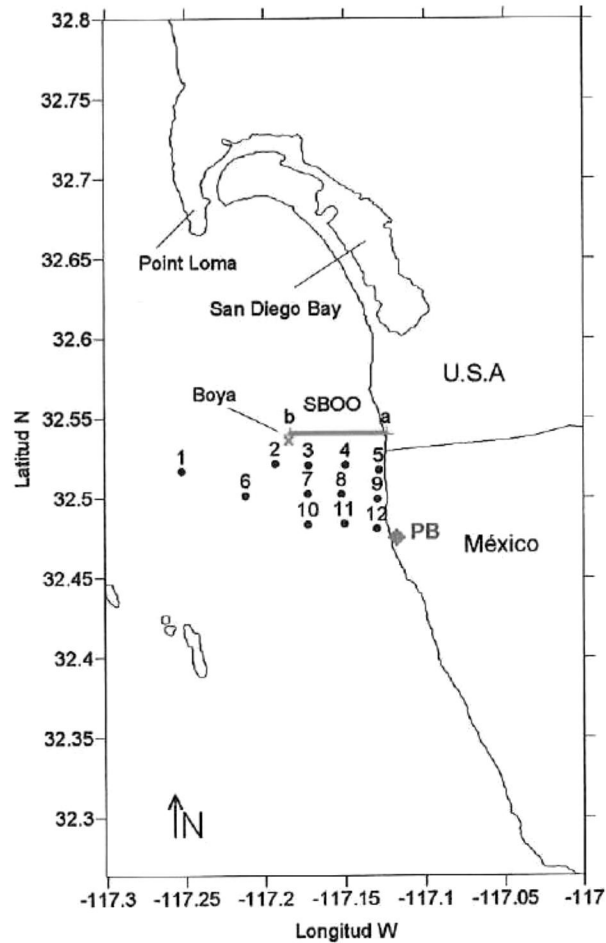 32.8
32.75
32.7
32.65
32.6
32.55
32.5
32.45
32.4
32.35
32.3
Latitud N
Point Loma
San Diego Bay
U.S.A
SBOO
Boya
b
a
1
2
3
4
5
6
7
8
9
10
11
12
PB
México
N
-117.3
-117.25
-117.2
-117.15
-117.1
-117.05
-117
Longitud W